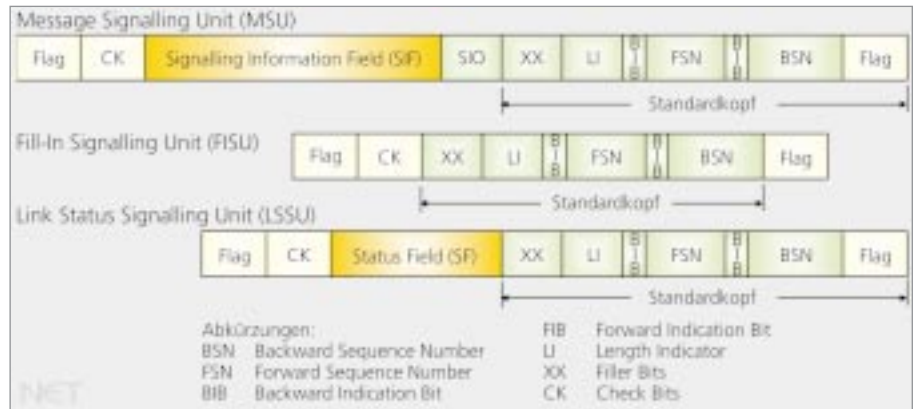 Message Signalling Unit (MSU)
Flag CK Signalling Information Field (SIF) SIO XX LI FSN BSN Flag
Standardkopf
Fill-In Signalling Unit (FISU)
Flag CK XX LI FSN BSN Flag
Standardkopf
Link Status Signalling Unit (LSSU)
Flag CK Status Field (SF) XX LI FSN BSN Flag
Standardkopf
Abkürzungen:
BSN Backward Sequence Number
FSN Forward Sequence Number
BIB Backward Indication Bit
FIB Forward Indication Bit
LI Length Indicator
XX Filler Bits
CK Check Bits
NET